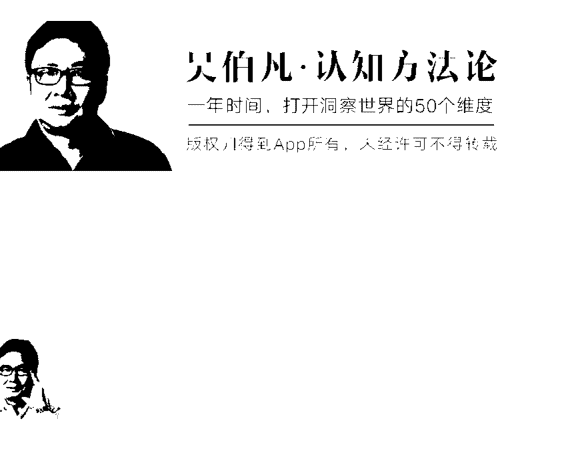 吴伯凡·认知方法论
一年时间，打开洞察世界的50个维度
版权归得到App所有，未经许可不得转载